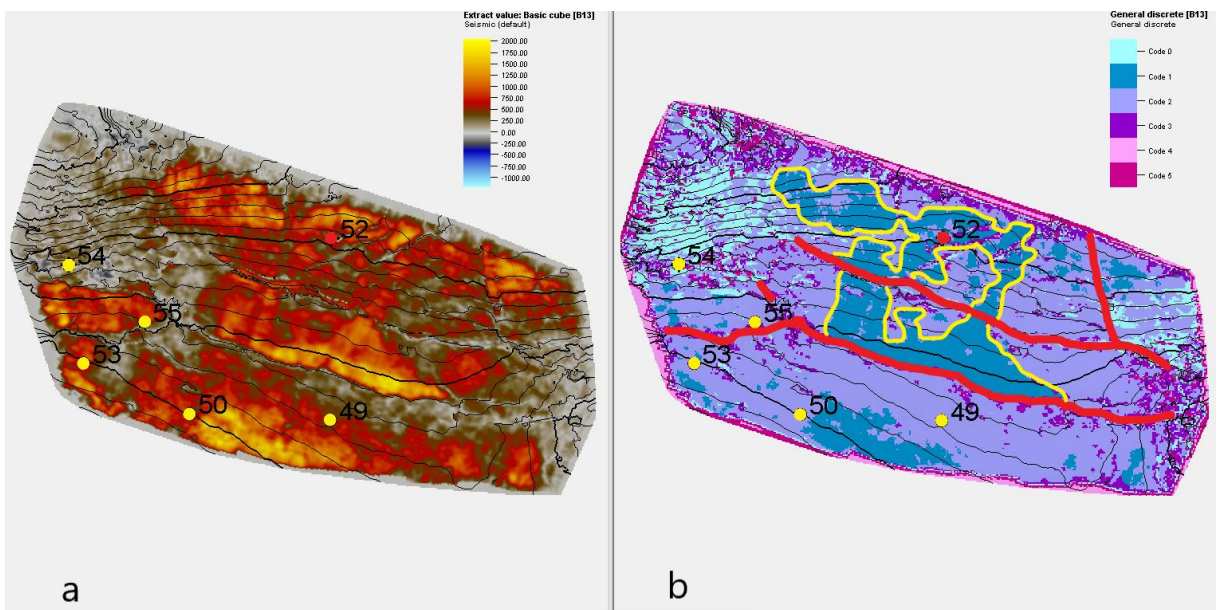 Extract value: Basic cube [B13]
Seismic (default)
2000.00
1750.00
1500.00
1250.00
1000.00
750.00
500.00
250.00
0.00
-250.00
-500.00
-750.00
-1000.00
52
54
55
53
50
49
a
General discrete [B13]
General discrete
Code 0
Code 1
Code 2
Code 3
Code 4
Code 5
52
54
55
53
50
49
b